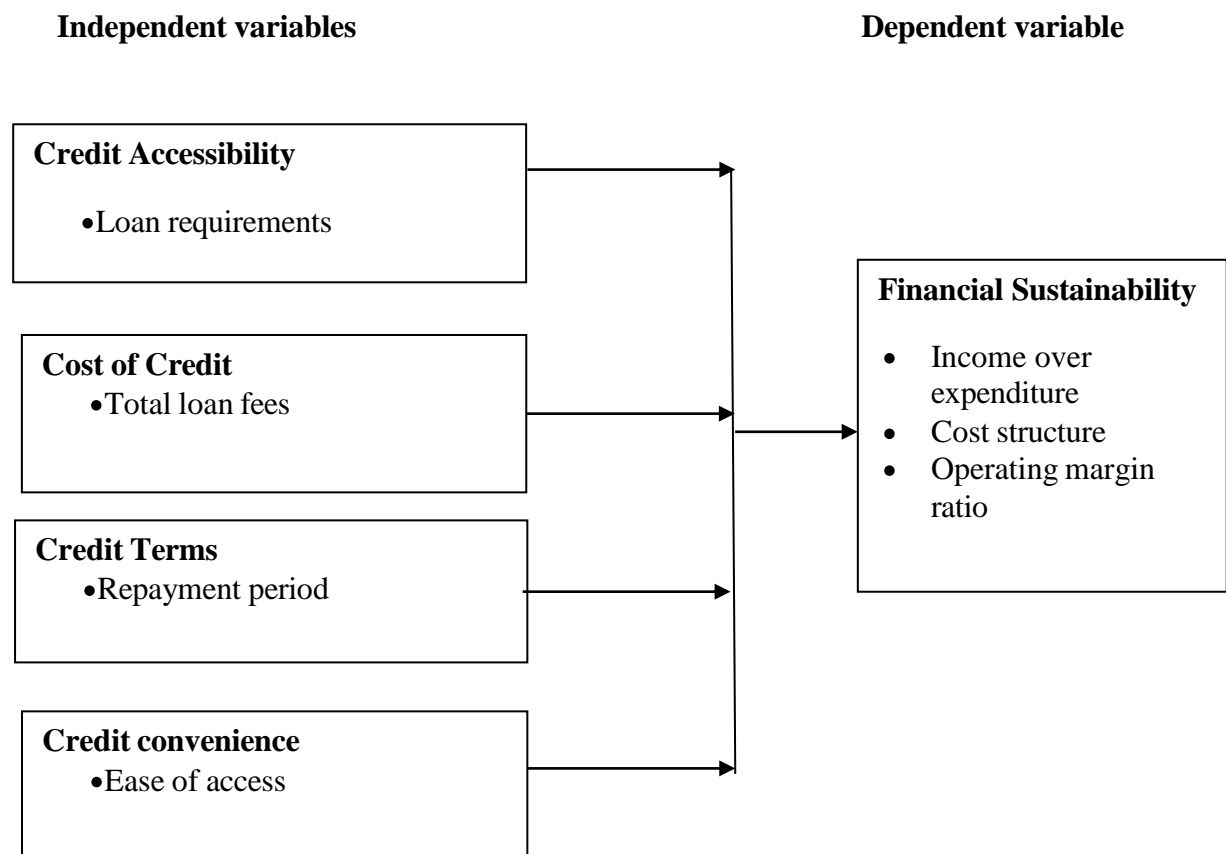 Independent variables
Dependent variable
Credit Accessibility
•Loan requirements
Cost of Credit
•Total loan fees
Credit Terms
•Repayment period
Credit convenience
•Ease of access
Financial Sustainability
• Income over
expenditure
• Cost structure
• Operating margin
ratio